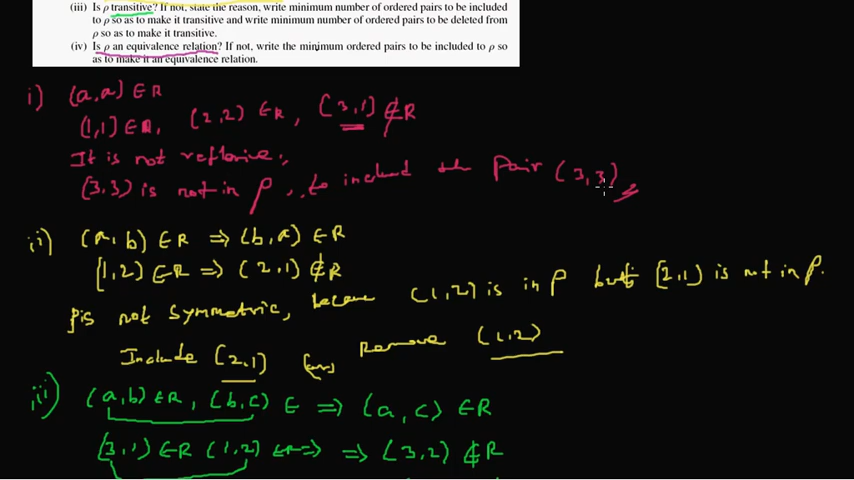 (iii) Is ρ transitive? If not, state the reason, write minimum number of ordered pairs to be included
to ρ so as to make it transitive and write minimum number of ordered pairs to be deleted from
ρ so as to make it transitive.
(iv) Is ρ an equivalence relation? If not, write the minimum ordered pairs to be included to ρ so
as to make it an equivalence relation.
i) (a,a) ∈ R
(1,1) ∈ R, (2,2) ∈ R, (3,1) ∉ R
It is not reflexive,
(3,3) is not in ρ, to includ the Pair (3,3)
ii) (a,b) ∈ R ⇒ (b,a) ∈ R
(1,2) ∈ R ⇒ (2,1) ∉ R
ρ is not symmetric, because (1,2) is in ρ but (2,1) is not in ρ.
Include (2,1) (or) Remove (1,2)
iii) (a,b) ∈ R, (b,c) ∈ ⇒ (a,c) ∈ R
(3,1) ∈ R (1,2) ∈ R ⇒ ⇒ (3,2) ∉ R